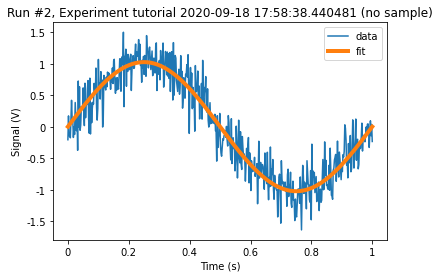 Run #2, Experiment tutorial 2020-09-18 17:58:38.440481 (no sample)
data
fit
1.5
1
0.5
0
-0.5
-1
-1.5
Signal (V)
0 0.2 0.4 0.6 0.8 1
Time (s)